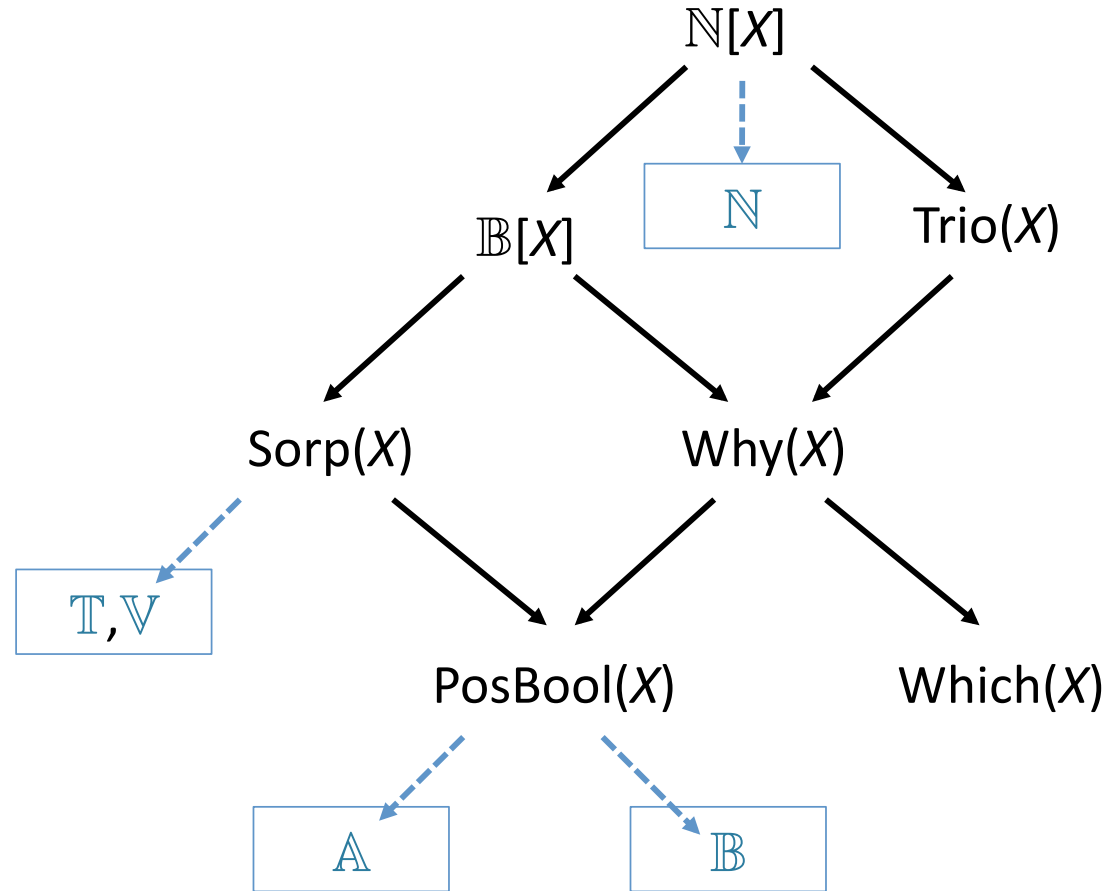 ℕ[X]
ℕ
𝔹[X]
Trio(X)
Sorp(X)
Why(X)
𝕋,𝕍
PosBool(X)
Which(X)
𝔸
𝔹